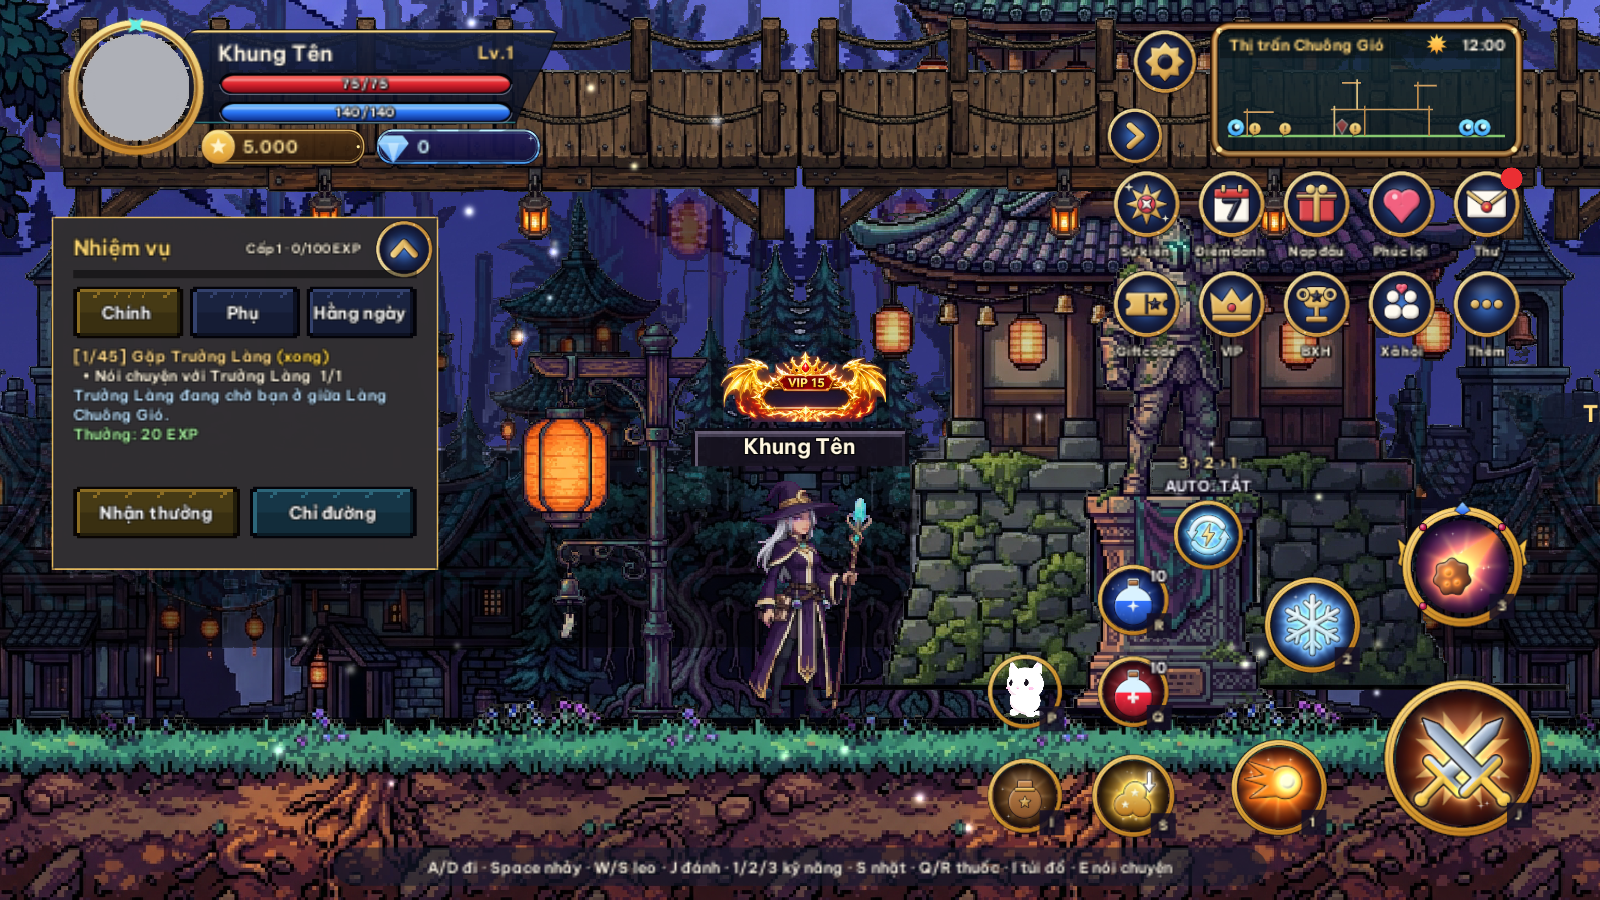 Khung Tên
Lv.1
75/75
140/140
5.000
0
Thị trấn Chuông Gió
12:00
Nhiệm vụ
Cấp 1 · 0/100 EXP
Chính
Phụ
Hằng ngày
[1/45] Gặp Trưởng Làng (xong)
• Nói chuyện với Trưởng Làng 1/1
Trưởng Làng đang chờ bạn ở giữa Làng
Chuông Gió.
Thưởng: 20 EXP
Nhận thưởng
Chỉ đường
7
Sự kiện
Điểm danh
Nạp đầu
Phúc lợi
Thư
Giftcode
VIP
BXH
Xã hội
Thêm
VIP 15
Khung Tên
T
3 › 2 › 1
AUTO: TẮT
10
R
10
Q
P
I
S
1
2
3
J
A/D đi · Space nhảy · W/S leo · J đánh · 1/2/3 kỹ năng · S nhặt · Q/R thuốc · I túi đồ · E nói chuyện